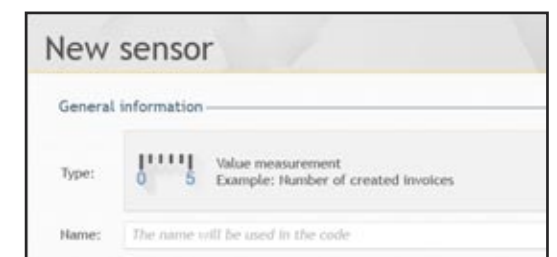 New sensor
General information
Type:
0 5
Value measurement
Example: Number of created invoices
Name:
The name will be used in the code